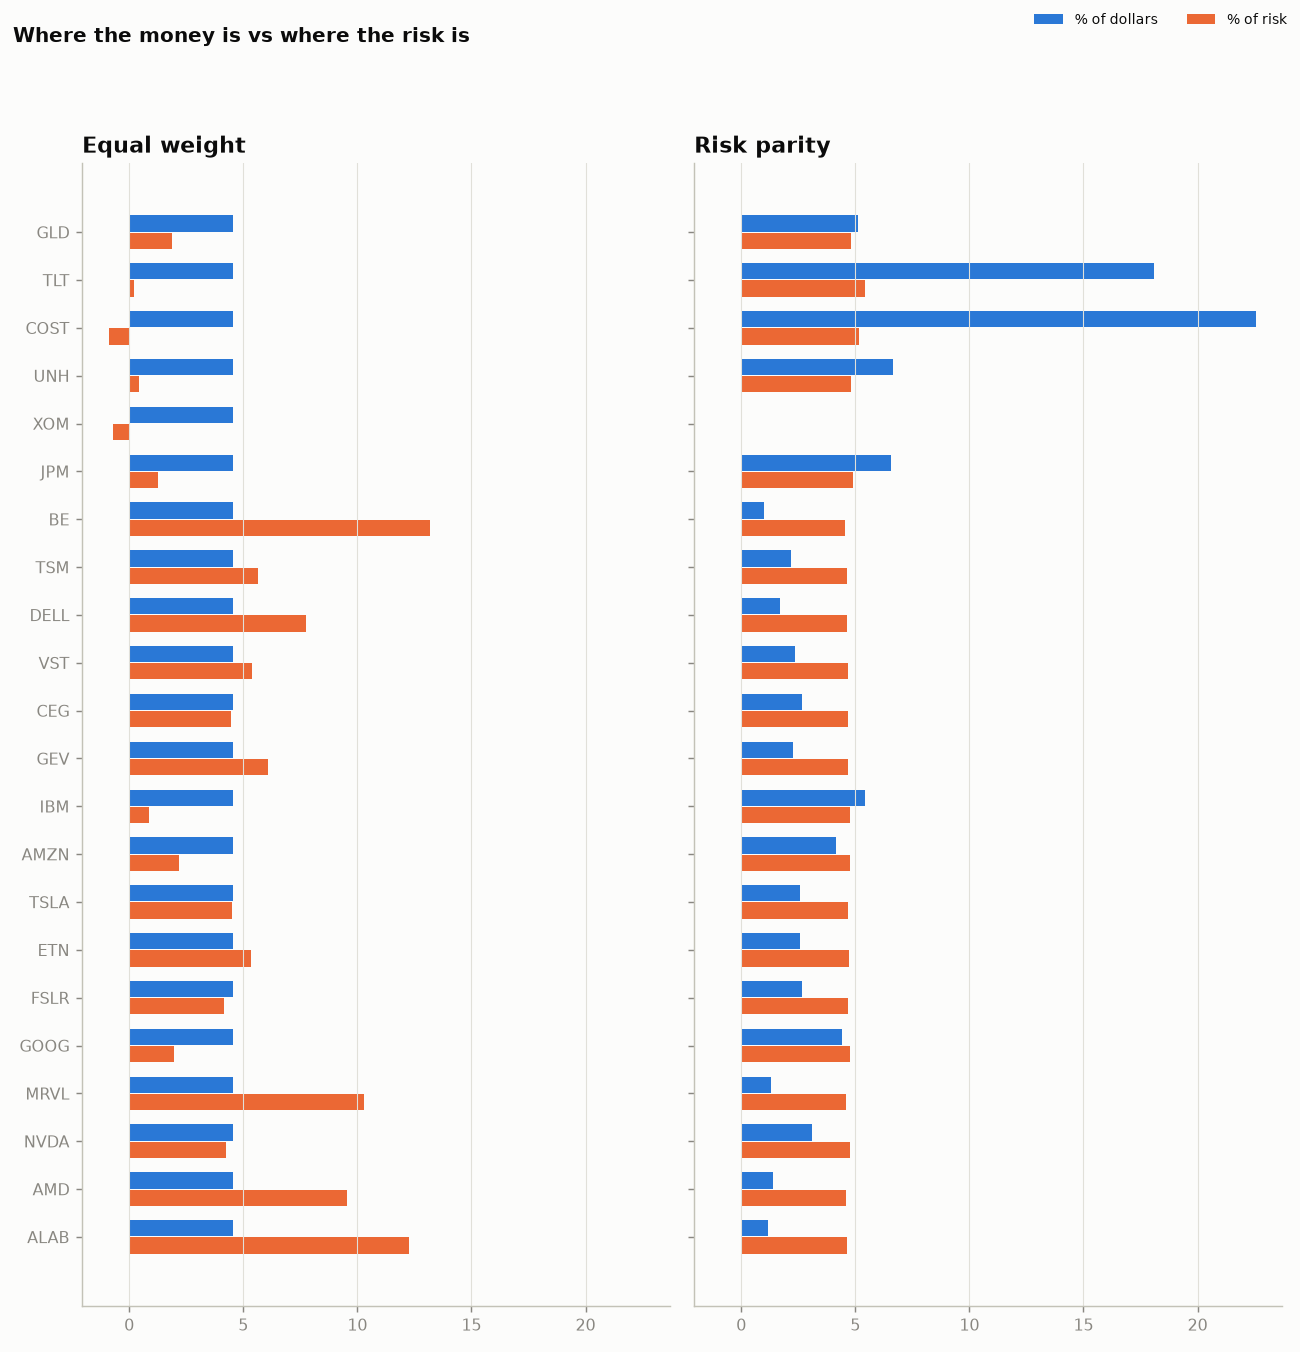 % of dollars % of risk
Where the money is vs where the risk is
Equal weight
Risk parity
GLD
TLT
COST
UNH
XOM
JPM
BE
TSM
DELL
VST
CEG
GEV
IBM
AMZN
TSLA
ETN
FSLR
GOOG
MRVL
NVDA
AMD
ALAB
0 5 10 15 20
0 5 10 15 20